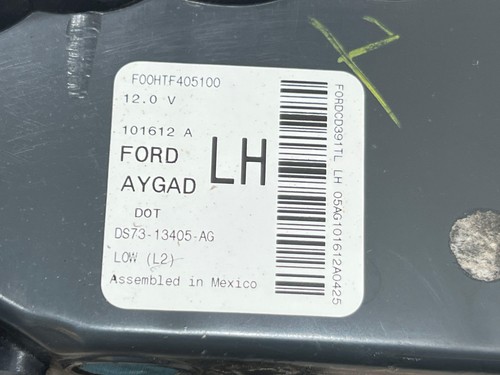 F00HTF405100
12.0 V
101612 A
FORD
LH
AYGAD
DOT
DS73-13405-AG
LOW (L2)
Assembled in Mexico
FORDCD391TL LH 05AG101612A0425